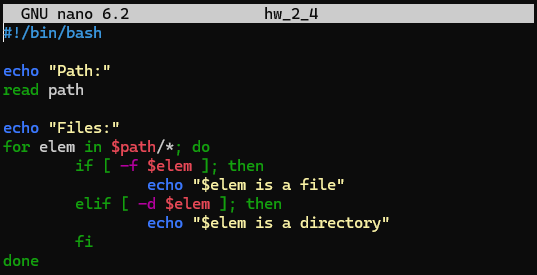 GNU nano 6.2 hw_2_4
#!/bin/bash
echo "Path:"
read path
echo "Files:"
for elem in $path/*; do
if [ -f $elem ]; then
echo "$elem is a file"
elif [ -d $elem ]; then
echo "$elem is a directory"
fi
done